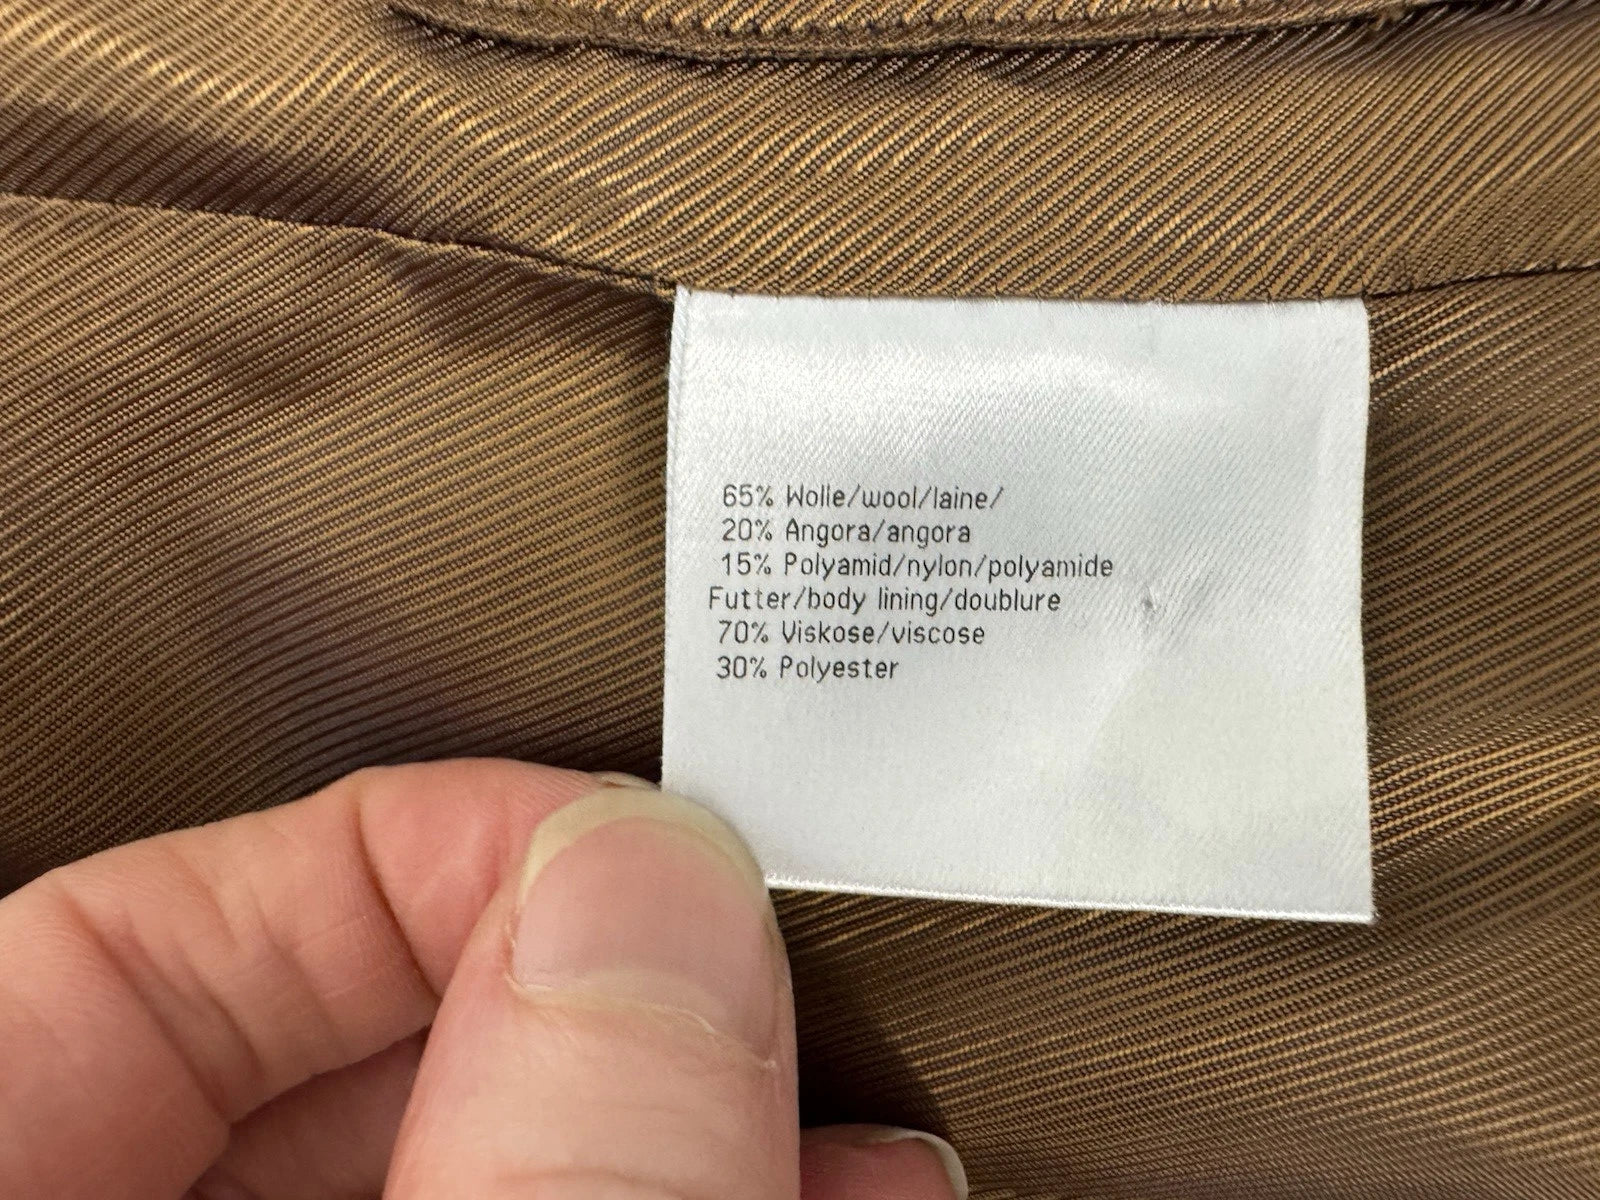 65% Wolle/wool/laine/
20% Angora/angora
15% Polyamid/nylon/polyamide
Futter/body lining/doublure
70% Viskose/viscose
30% Polyester